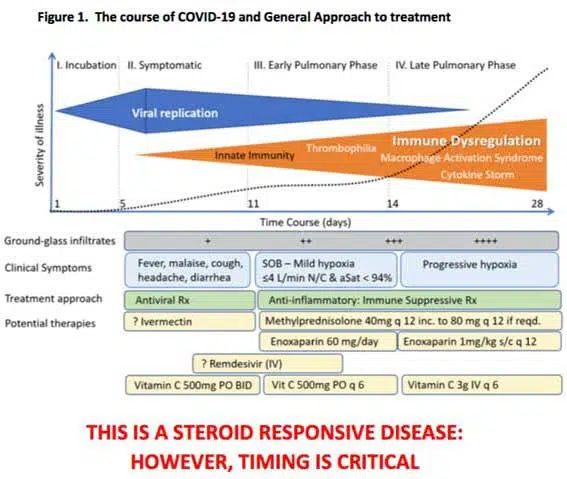 Figure 1. The course of COVID-19 and General Approach to treatment
I. Incubation
II. Symptomatic
III. Early Pulmonary Phase
IV. Late Pulmonary Phase
Severity of illness
Viral replication
Innate Immunity
Thrombophilia
Immune Dysregulation
Macrophage Activation Syndrome
Cytokine Storm
1 5 11 14 28
Time Course (days)
Ground-glass infiltrates + ++ +++ ++++
Clinical Symptoms
Fever, malaise, cough,
headache, diarrhea
SOB – Mild hypoxia
≤4 L/min N/C & aSat < 94%
Progressive hypoxia
Treatment approach
Antiviral Rx
Anti-inflammatory: Immune Suppressive Rx
Potential therapies
? Ivermectin
Methylprednisolone 40mg q 12 inc. to 80 mg q 12 if reqd.
Enoxaparin 60 mg/day
Enoxaparin 1mg/kg s/c q 12
? Remdesivir (IV)
Vitamin C 500mg PO BID
Vit C 500mg PO q 6
Vitamin C 3g IV q 6
THIS IS A STEROID RESPONSIVE DISEASE:
HOWEVER, TIMING IS CRITICAL